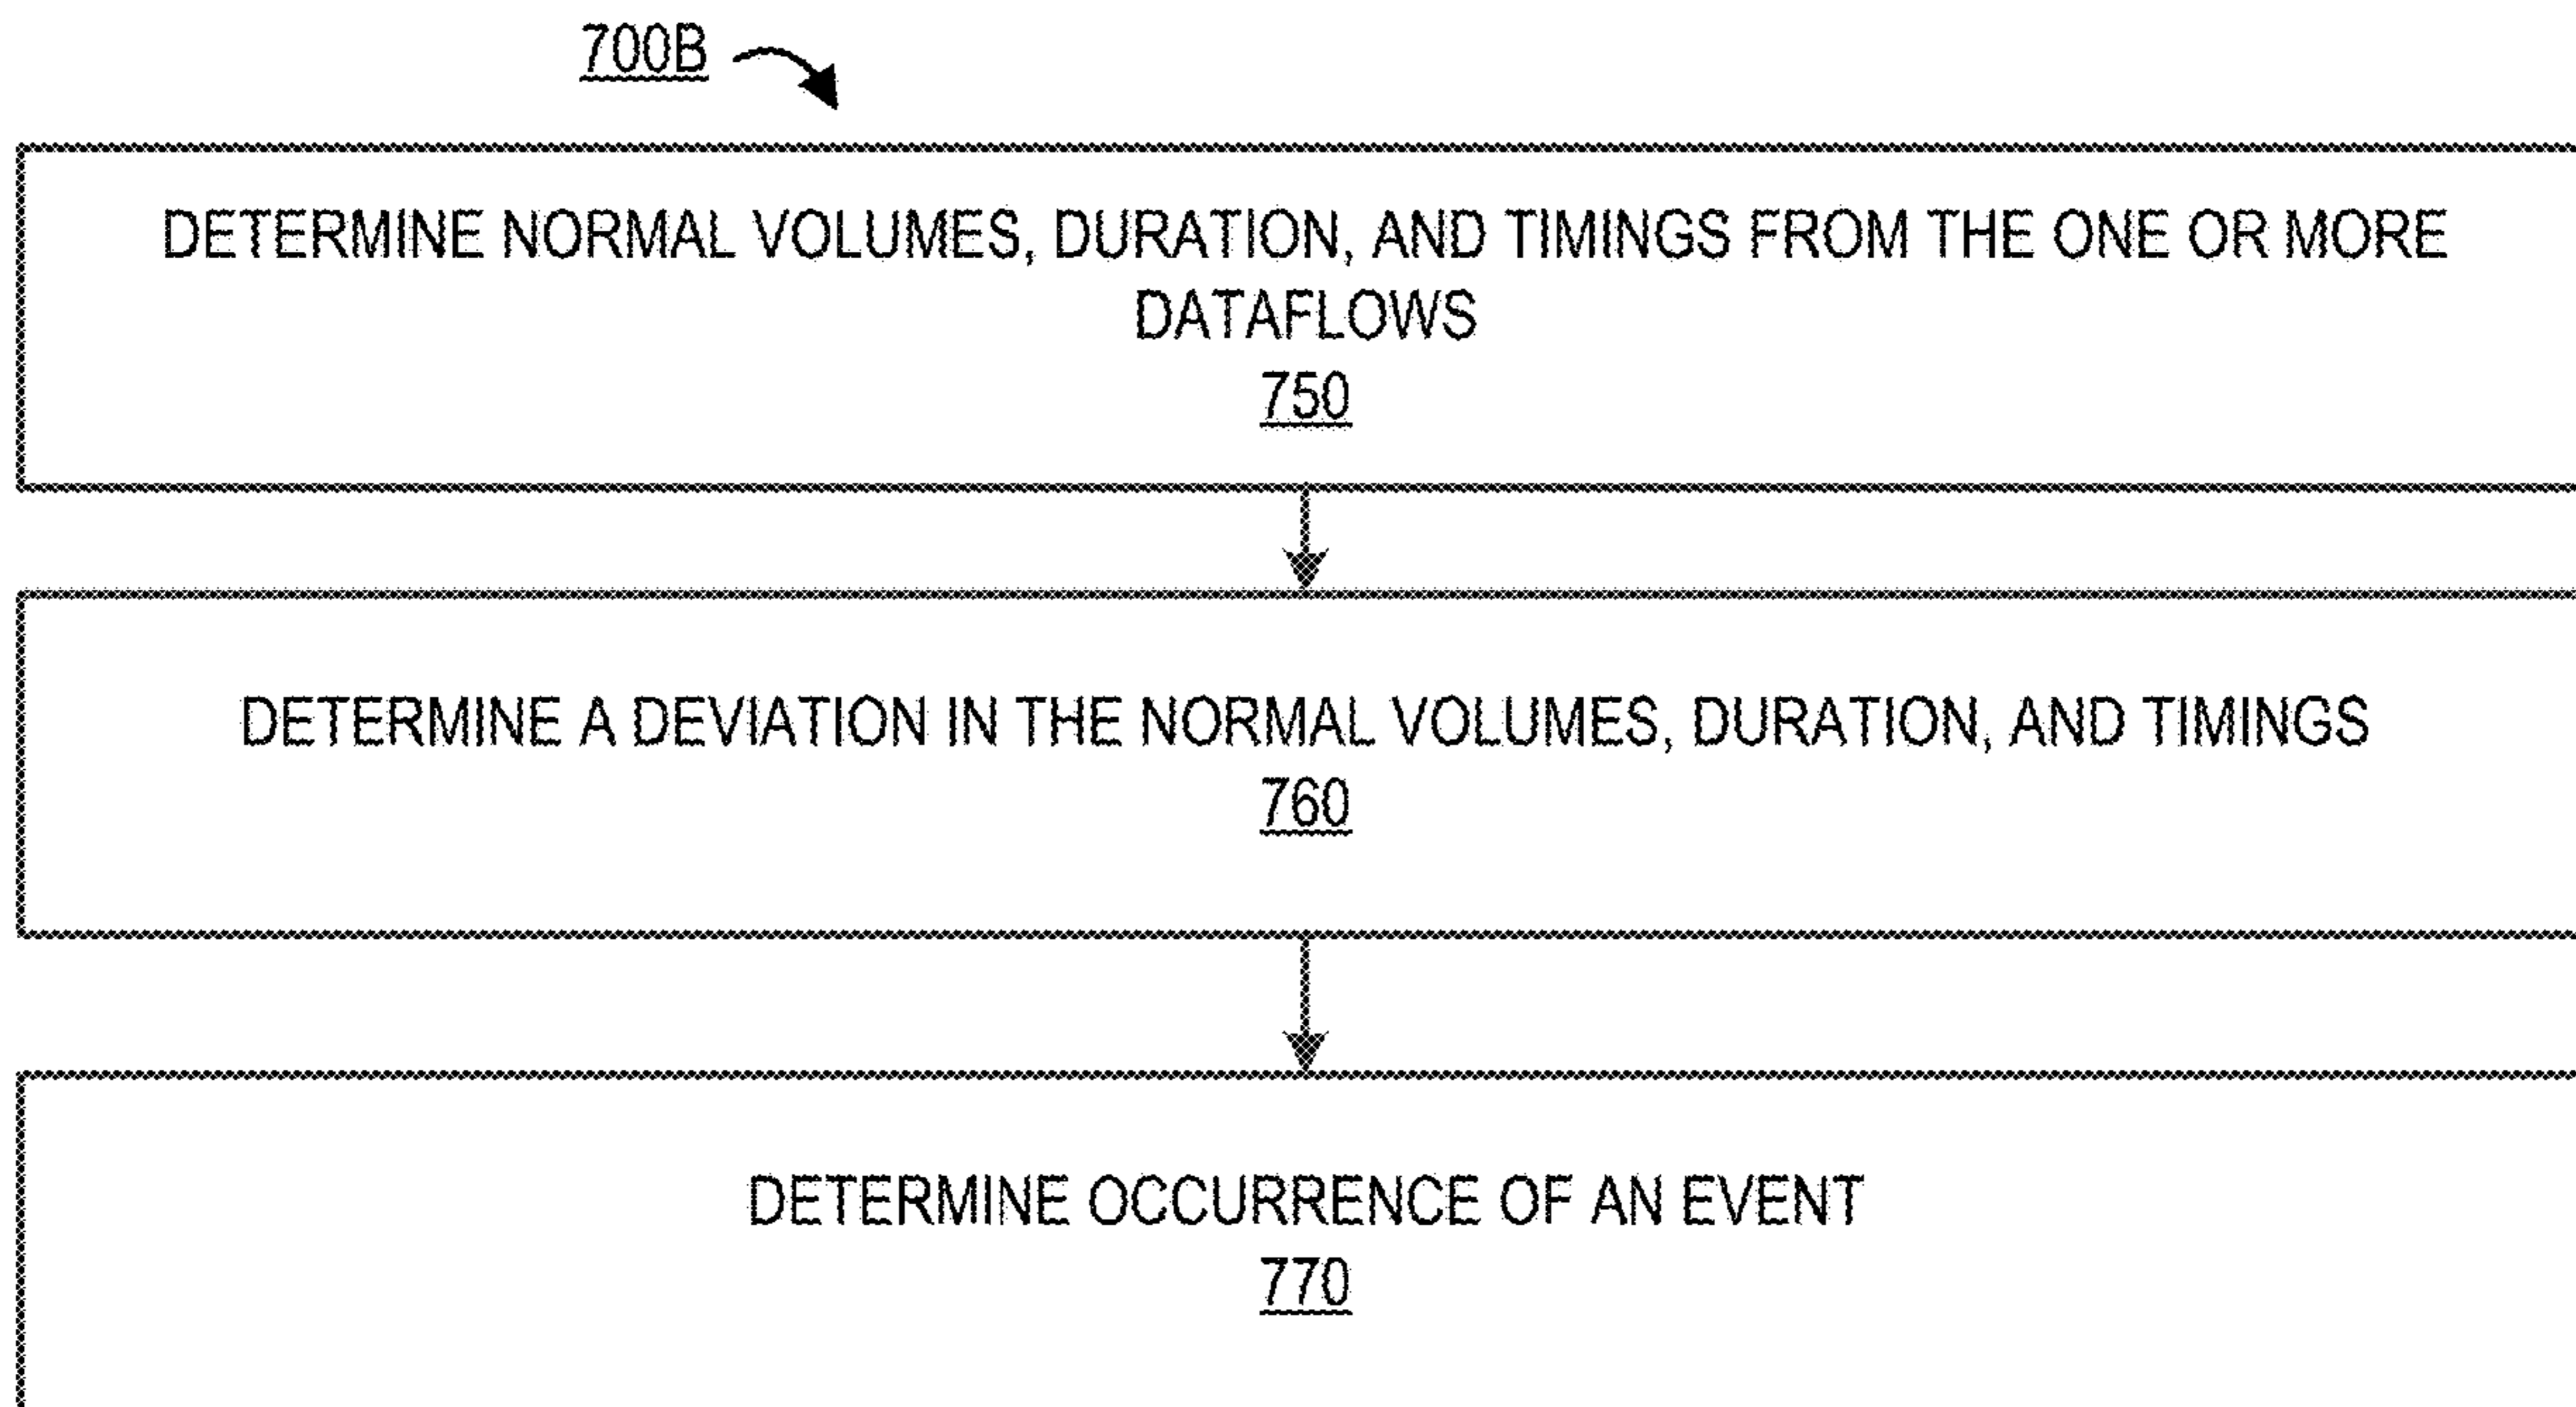 700B
DETERMINE NORMAL VOLUMES, DURATION, AND TIMINGS FROM THE ONE OR MORE
DATAFLOWS
750
DETERMINE A DEVIATION IN THE NORMAL VOLUMES, DURATION, AND TIMINGS
760
DETERMINE OCCURRENCE OF AN EVENT
770